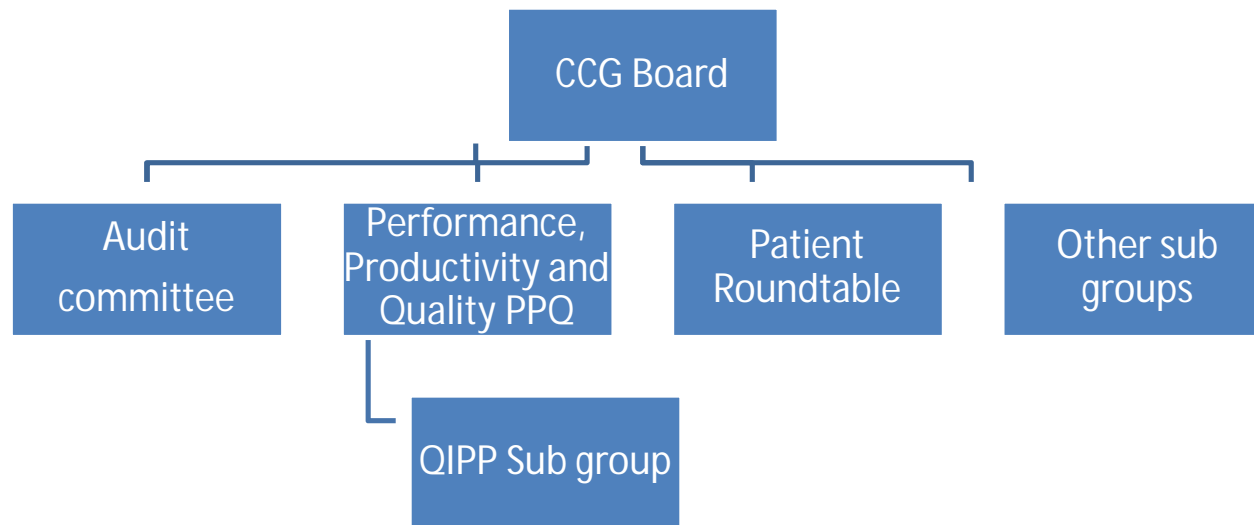 CCG Board
Audit
committee
Performance,
Productivity and
Quality PPQ
Patient
Roundtable
Other sub
groups
QIPP Sub group